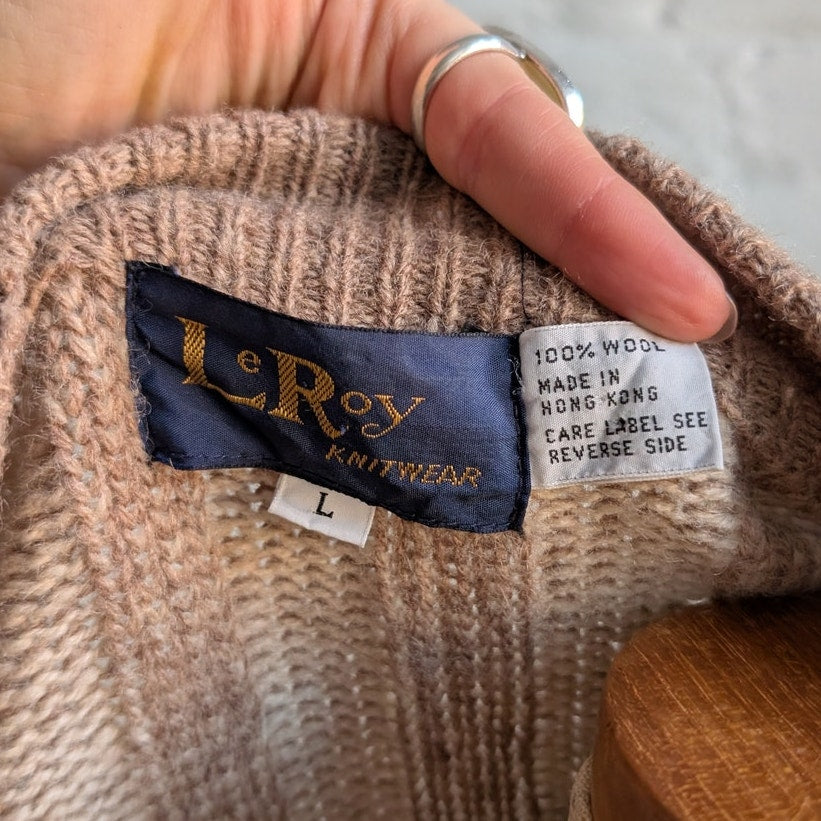 LeRoy
KNITWEAR
L
100% WOOL
MADE IN
HONG KONG
CARE LABEL SEE
REVERSE SIDE